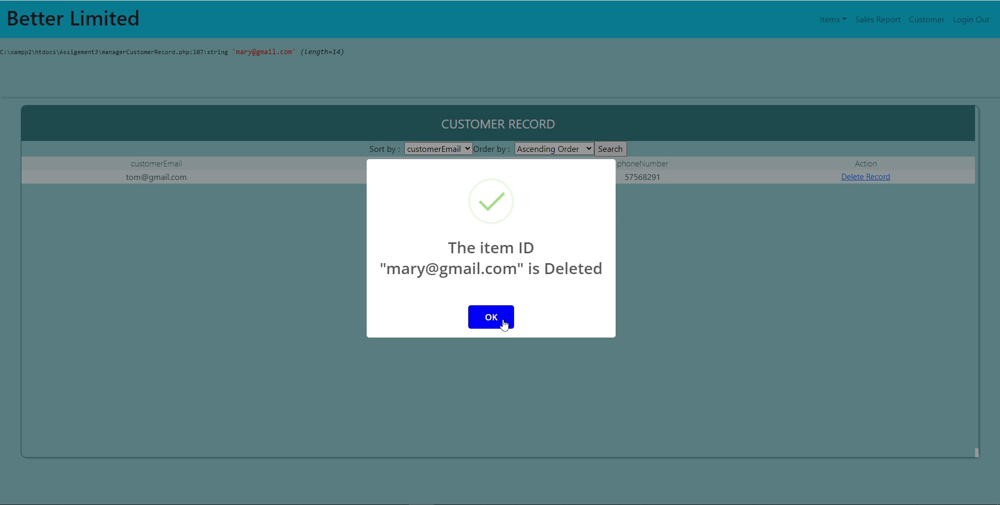 Better Limited
Items Sales Report Customer Login Out
C:\xampp2\htdocs\Assigement3\managerCustomerRecord.php:107:string 'mary@gmail.com' (length=14)
CUSTOMER RECORD
Sort by : customerEmail Order by : Ascending Order Search
customerEmail phoneNumber Action
tom@gmail.com 57568291 Delete Record
The item ID
"mary@gmail.com" is Deleted
OK